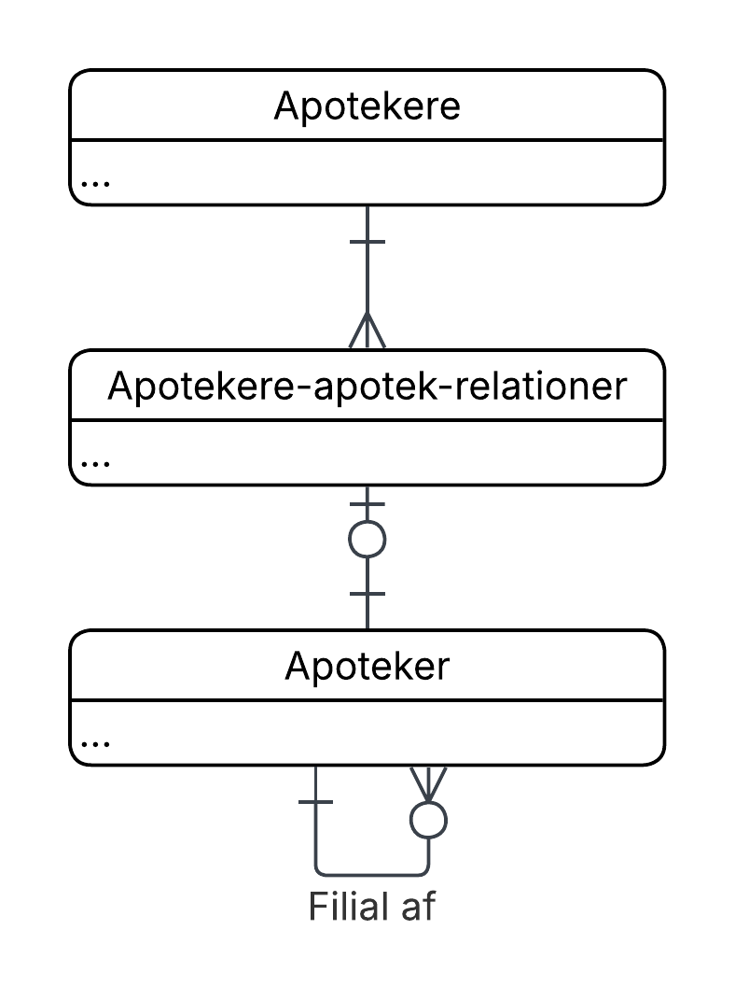 Apotekere
...
Apotekere-apotek-relationer
...
Apoteker
...
Filial af